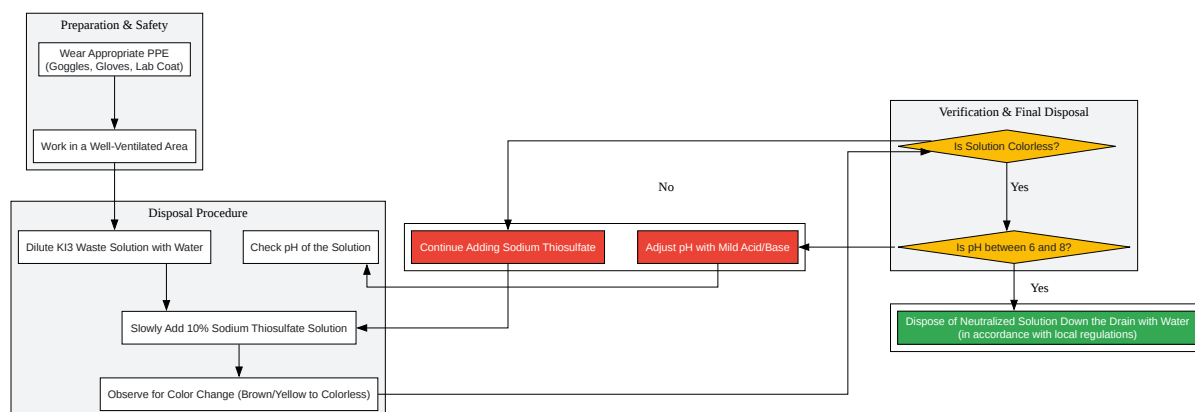 Preparation & Safety
Wear Appropriate PPE
(Goggles, Gloves, Lab Coat)
Work in a Well-Ventilated Area
Disposal Procedure
Dilute KI3 Waste Solution with Water
Check pH of the Solution
Slowly Add 10% Sodium Thiosulfate Solution
Observe for Color Change (Brown/Yellow to Colorless)
No
Continue Adding Sodium Thiosulfate
Adjust pH with Mild Acid/Base
Verification & Final Disposal
Is Solution Colorless?
Yes
Is pH between 6 and 8?
Yes
Dispose of Neutralized Solution Down the Drain with Water
(in accordance with local regulations)